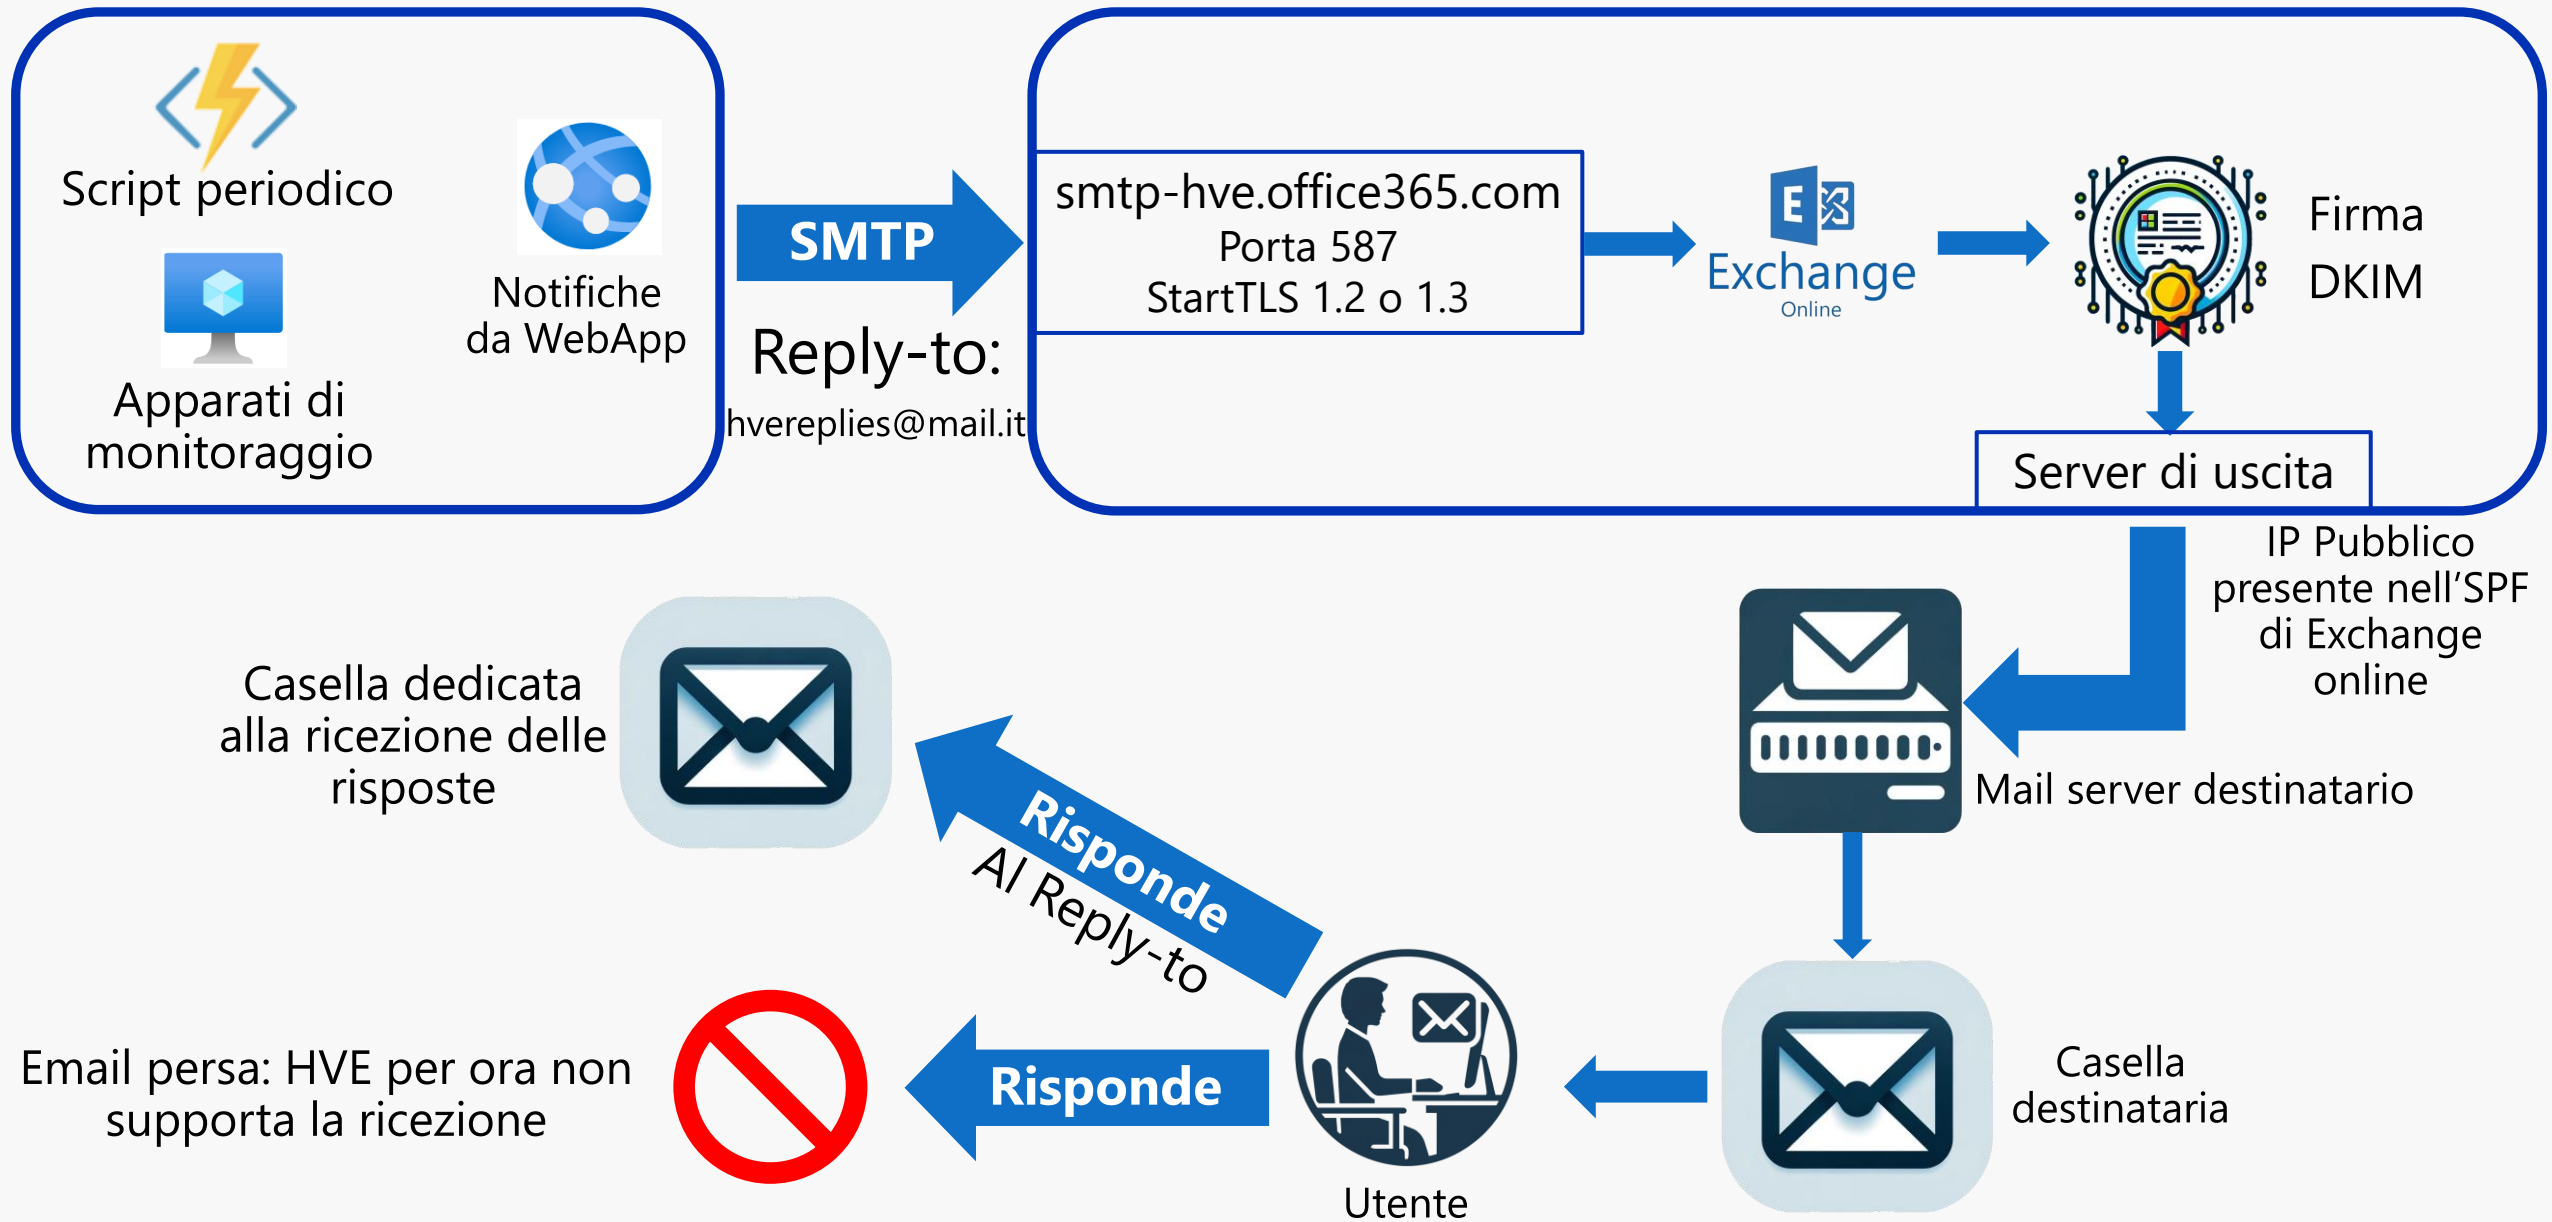 Script periodico
Notifiche
da WebApp
Apparati di
monitoraggio
SMTP
Reply-to:
hvereplies@mail.it
smtp-hve.office365.com
Porta 587
StartTLS 1.2 o 1.3
E
Exchange
Online
Firma
DKIM
Server di uscita
IP Pubblico
presente nell’SPF
di Exchange
online
Mail server destinatario
Casella dedicata
alla ricezione delle
risposte
Risponde
Al Reply-to
Email persa: HVE per ora non
supporta la ricezione
Risponde
Utente
Casella
destinataria